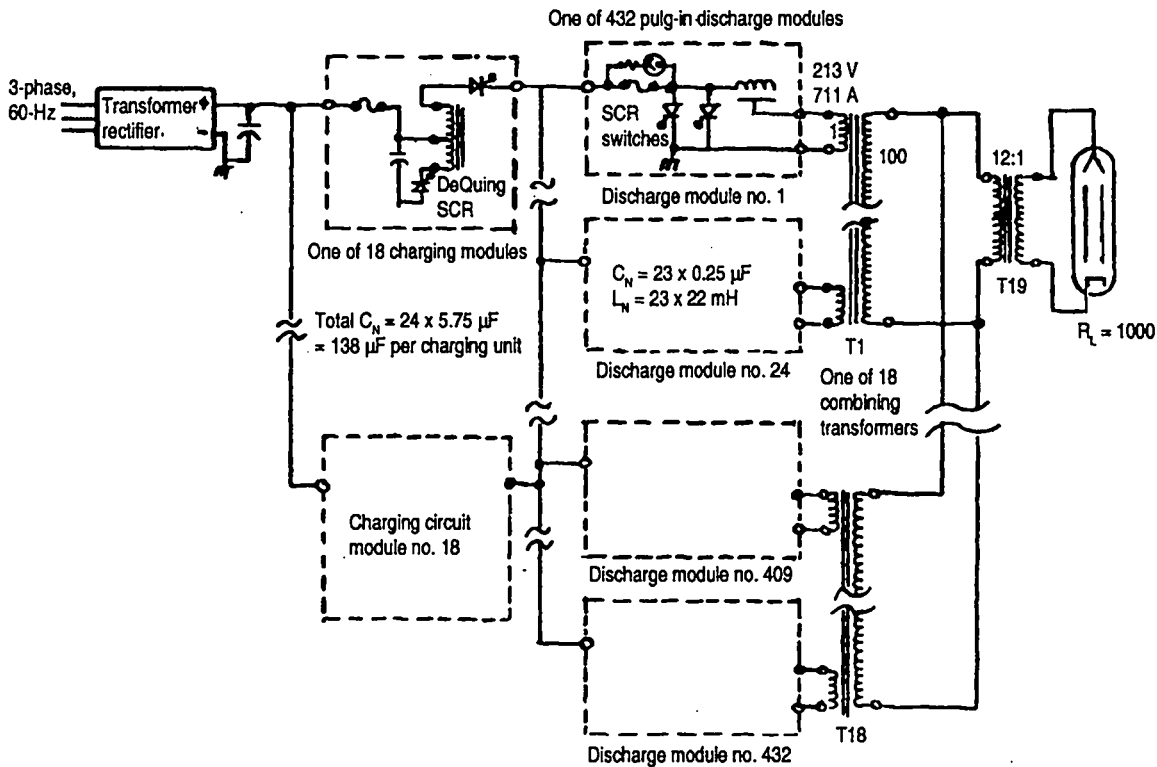 One of 432 pulg-in discharge modules
3-phase,
60-Hz
Transformer +
rectifier. -
DeQuing
SCR
One of 18 charging modules
SCR
switches
213 V
711 A
1
100
Discharge module no. 1
12:1
T19
R_L = 1000
C_N = 23 x 0.25 µF
L_N = 23 x 22 mH
Discharge module no. 24
T1
One of 18
combining
transformers
Total C_N = 24 x 5.75 µF
= 138 µF per charging unit
Charging circuit
module no. 18
Discharge module no. 409
Discharge module no. 432
T18